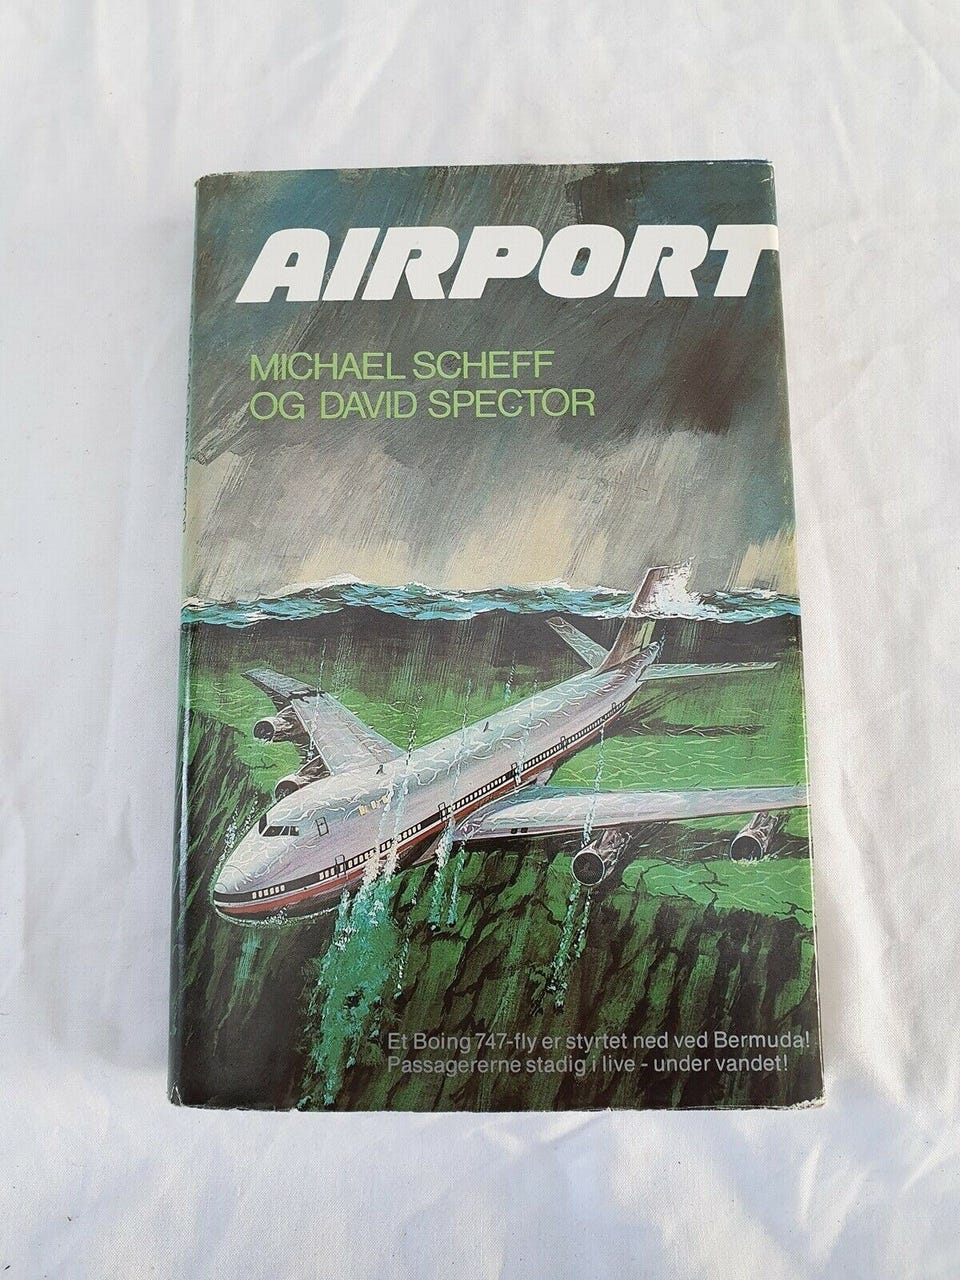 AIRPORT
MICHAEL SCHEFF
OG DAVID SPECTOR
Et Boing 747-fly er styrtet ned ved Bermuda!
Passagererne stadig i live - under vandet!